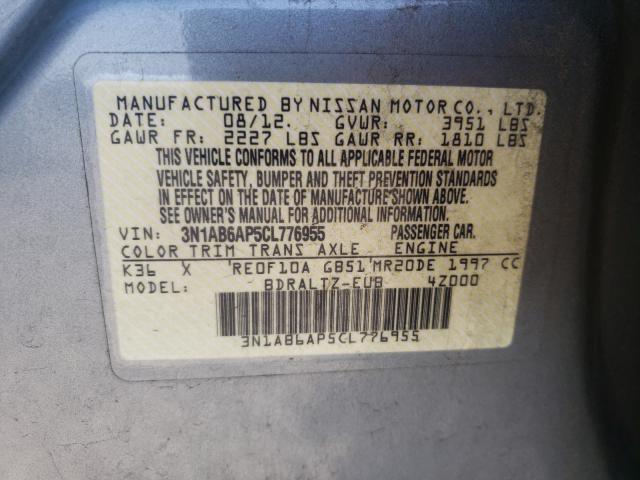 MANUFACTURED BY NISSAN MOTOR CO., LTD.
DATE: 08/12. GVWR: 3951 LBS
GAWR FR: 2227 LBS GAWR RR: 1810 LBS
THIS VEHICLE CONFORMS TO ALL APPLICABLE FEDERAL MOTOR
VEHICLE SAFETY, BUMPER AND THEFT PREVENTION STANDARDS
IN EFFECT ON THE DATE OF MANUFACTURE SHOWN ABOVE.
SEE OWNER'S MANUAL FOR ADDITIONAL INFORMATION.
VIN: 3N1AB6AP5CL776955 PASSENGER CAR.
COLOR TRIM TRANS AXLE ENGINE
K36 X RE0F10A GB51 MR20DE 1997 CC
BDRALTZ-EUB 4Z000
3N1AB6AP5CL776955